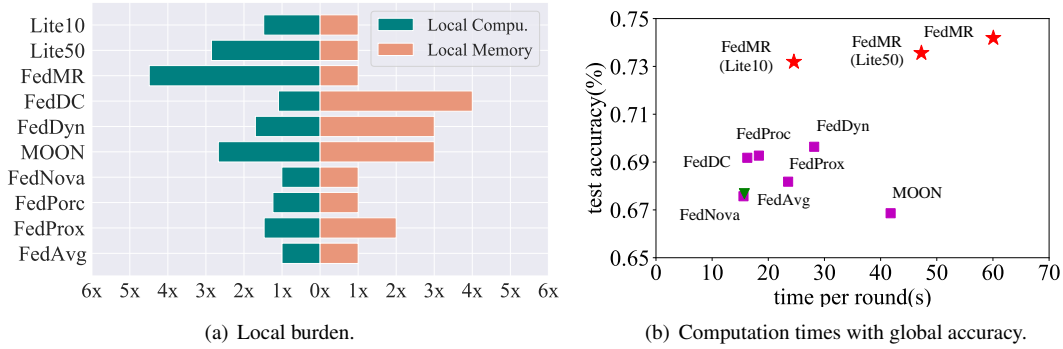 Lite10
Lite50
FedMR
FedDC
FedDyn
MOON
FedNova
FedPorc
FedProx
FedAvg
Local Compu.
Local Memory
6x 5x 4x 3x 2x 1x 0x 1x 2x 3x 4x 5x 6x
(a) Local burden.
test accuracy(%)
0.75
0.73
0.71
0.69
0.67
0.65
FedMR
(Lite10)
FedMR
(Lite50)
FedMR
FedProc
FedDyn
FedDC
FedProx
FedNova
FedAvg
MOON
0 10 20 30 40 50 60 70
time per round(s)
(b) Computation times with global accuracy.